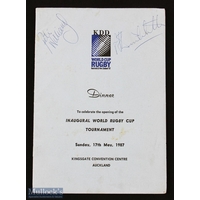 KDD
WORLD CUP
RUGBY
Dinner
To celebrate the opening of the
INAUGURAL WORLD RUGBY CUP
TOURNAMENT
Sunday, 17th May, 1987
KINGSGATE CONVENTION CENTRE
AUCKLAND